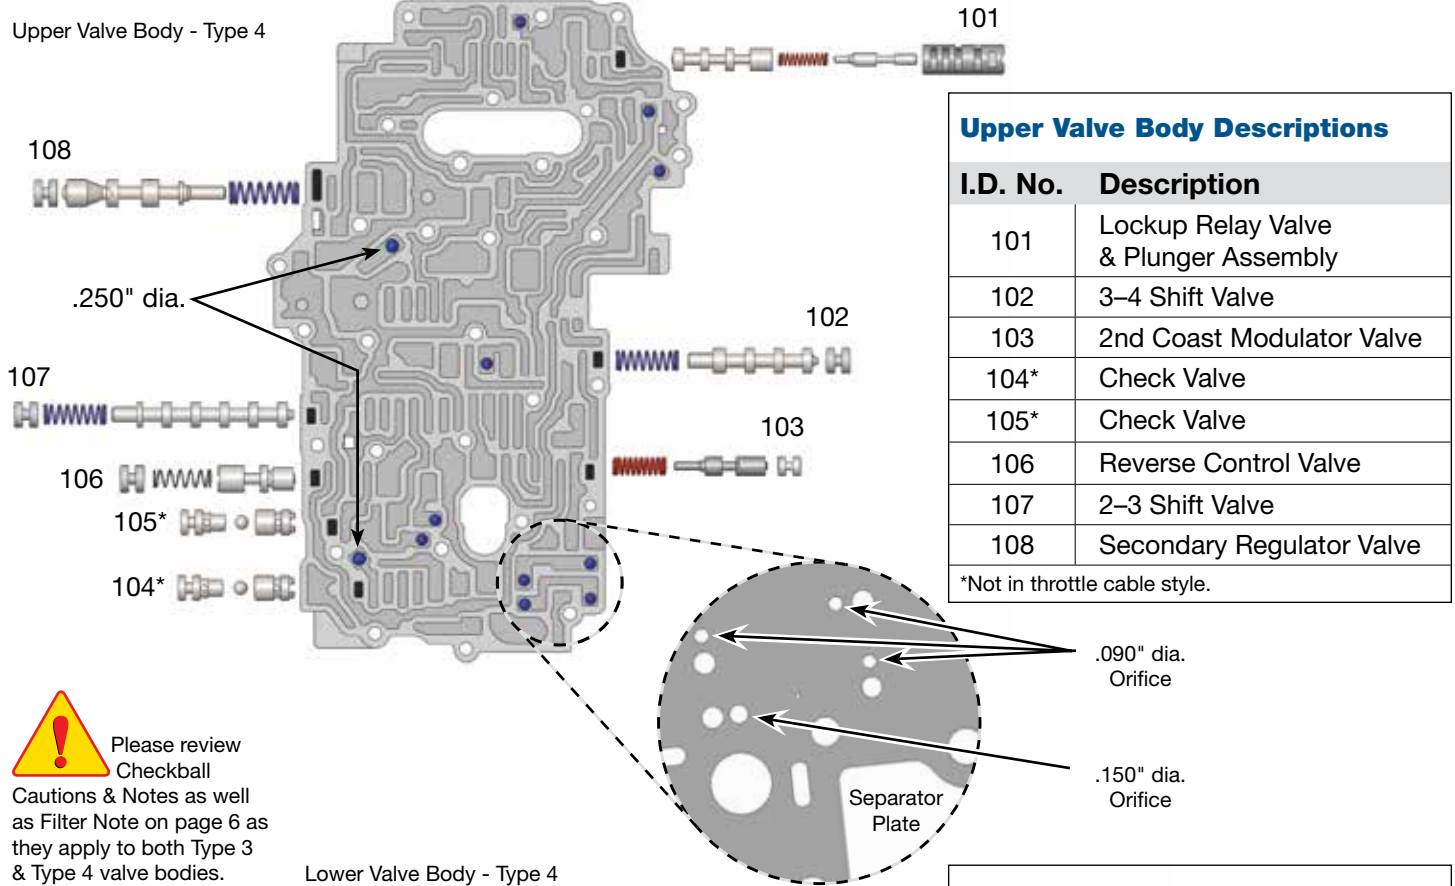 Upper Valve Body - Type 4
101
108
.250" dia.
102
107
103
106
105*
104*
Upper Valve Body Descriptions
I.D. No. Description
101 Lockup Relay Valve
& Plunger Assembly
102 3–4 Shift Valve
103 2nd Coast Modulator Valve
104* Check Valve
105* Check Valve
106 Reverse Control Valve
107 2–3 Shift Valve
108 Secondary Regulator Valve
*Not in throttle cable style.
.090" dia.
Orifice
.150" dia.
Orifice
Separator
Plate
Please review
Checkball
Cautions & Notes as well
as Filter Note on page 6 as
they apply to both Type 3
& Type 4 valve bodies.
Lower Valve Body - Type 4